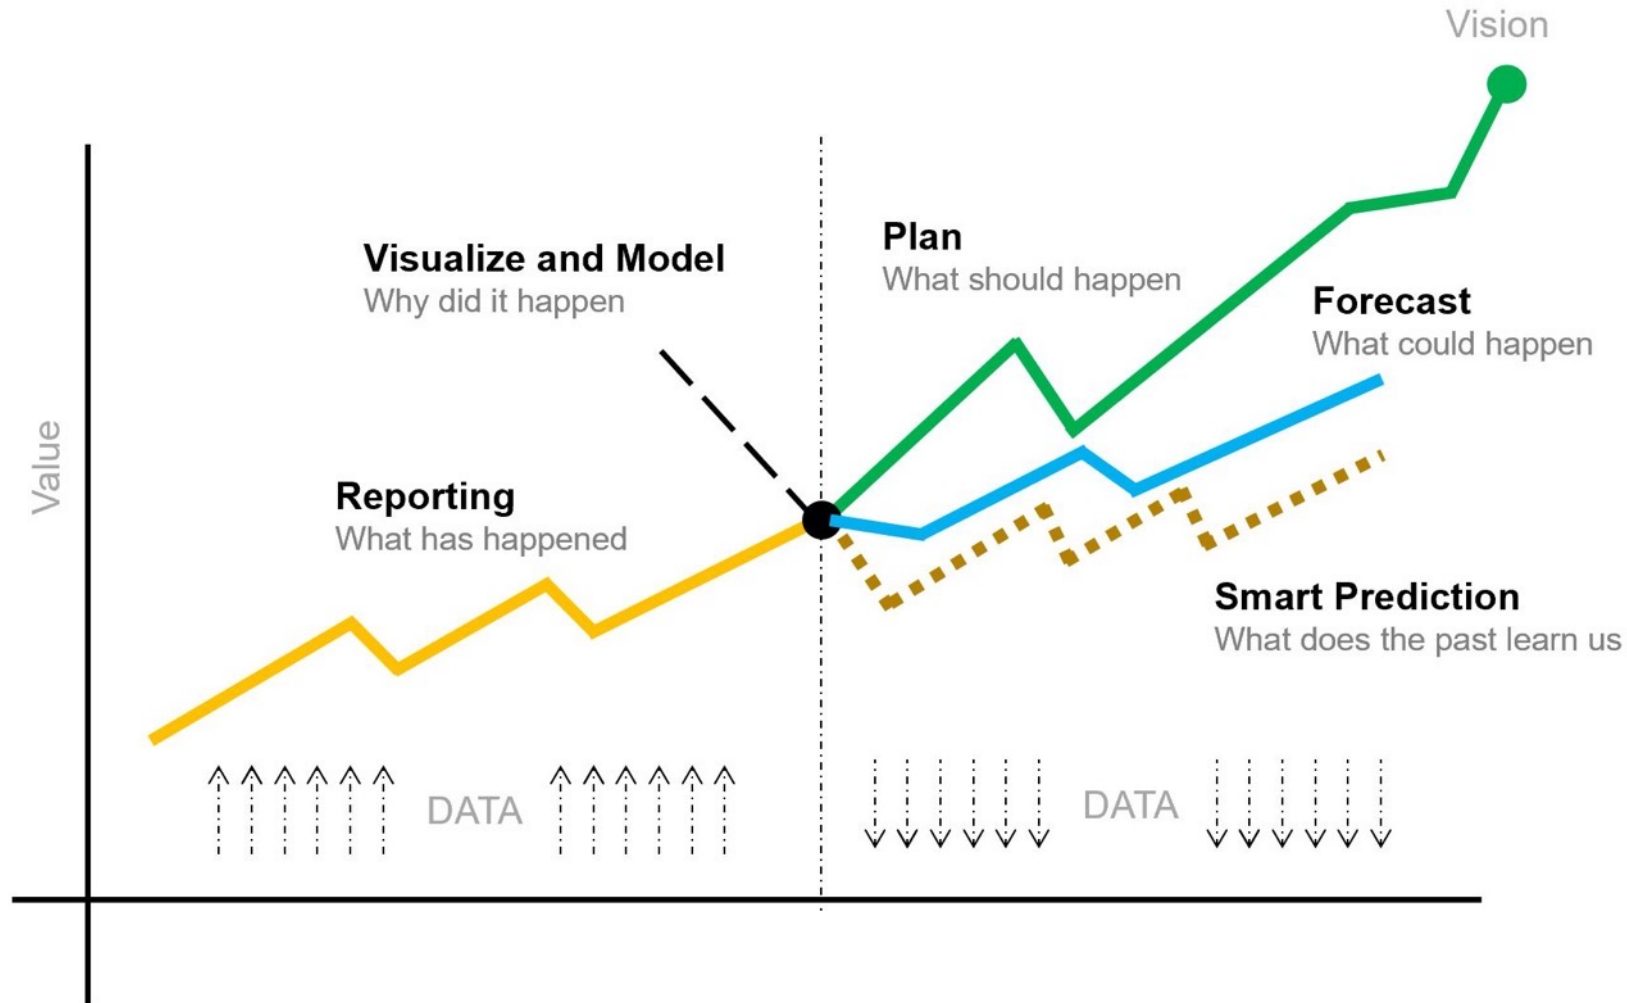 Vision
Plan
What should happen
Visualize and Model
Why did it happen
Forecast
What could happen
Value
Reporting
What has happened
Smart Prediction
What does the past learn us
DATA
DATA